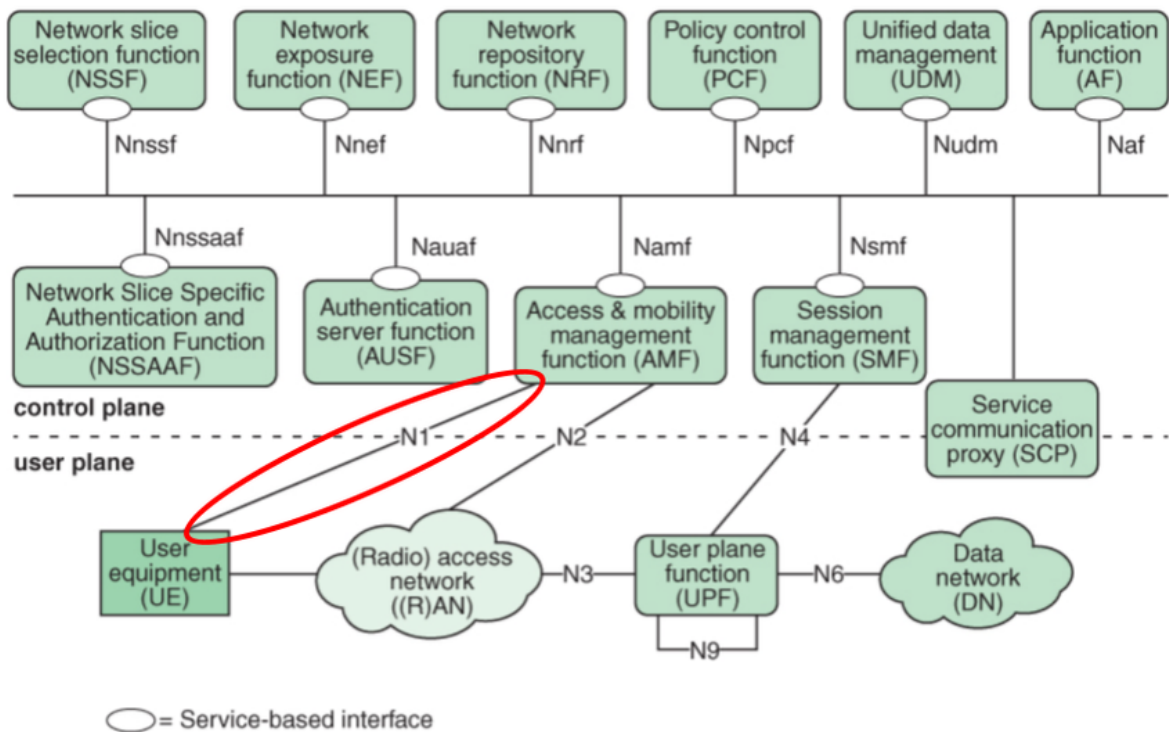 Network slice
selection function
(NSSF)
Network
exposure
function (NEF)
Network
repository
function (NRF)
Policy control
function
(PCF)
Unified data
management
(UDM)
Application
function
(AF)
Nnssf
Nnef
Nnrf
Npcf
Nudm
Naf
Nnssaaf
Nauaf
Namf
Nsmf
Network Slice Specific
Authentication and
Authorization Function
(NSSAAF)
Authentication
server function
(AUSF)
Access & mobility
management
function (AMF)
Session
management
function (SMF)
Service
communication
proxy (SCP)
control plane
N1
N2
N4
user plane
User
equipment
(UE)
(Radio) access
network
((R)AN)
N3
User plane
function
(UPF)
N6
Data
network
(DN)
N9
= Service-based interface